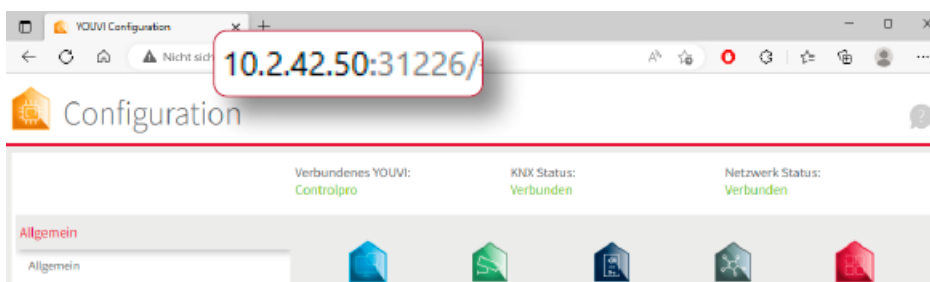 YOUVI Configuration
Nicht sich
10.2.42.50:31226/
Configuration
Verbundenes YOUVI:
Controlpro
KNX Status:
Verbunden
Netzwerk Status:
Verbunden
Allgemein
Allgemein